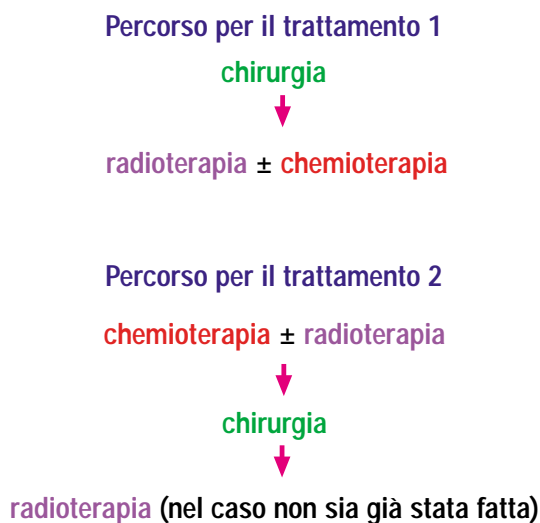 Percorso per il trattamento 1
chirurgia
radioterapia ± chemioterapia
Percorso per il trattamento 2
chemioterapia ± radioterapia
chirurgia
radioterapia (nel caso non sia già stata fatta)